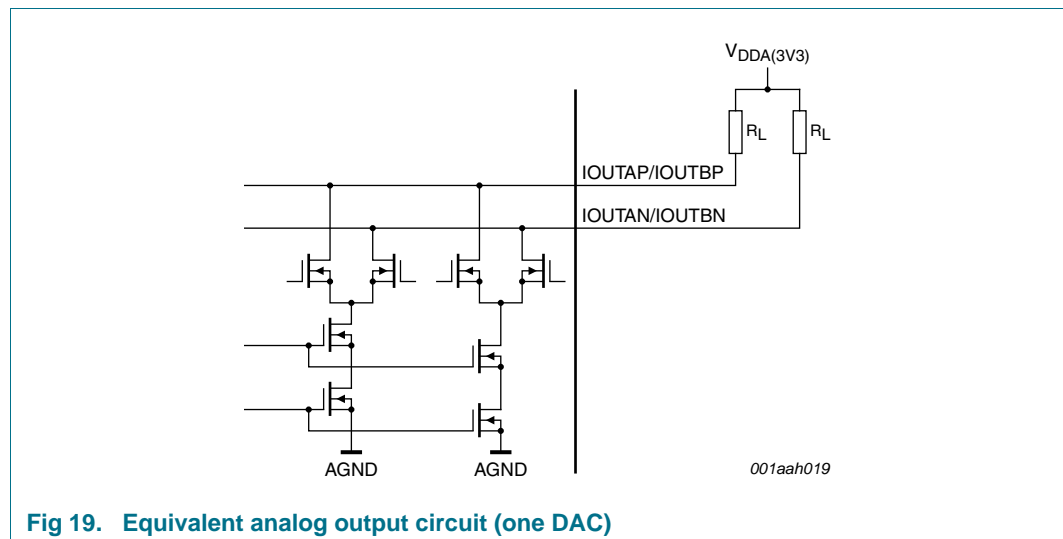 VDDA(3V3)
RL RL
IOUTAP/IOUTBP
IOUTAN/IOUTBN
AGND AGND 001aah019
Fig 19. Equivalent analog output circuit (one DAC)